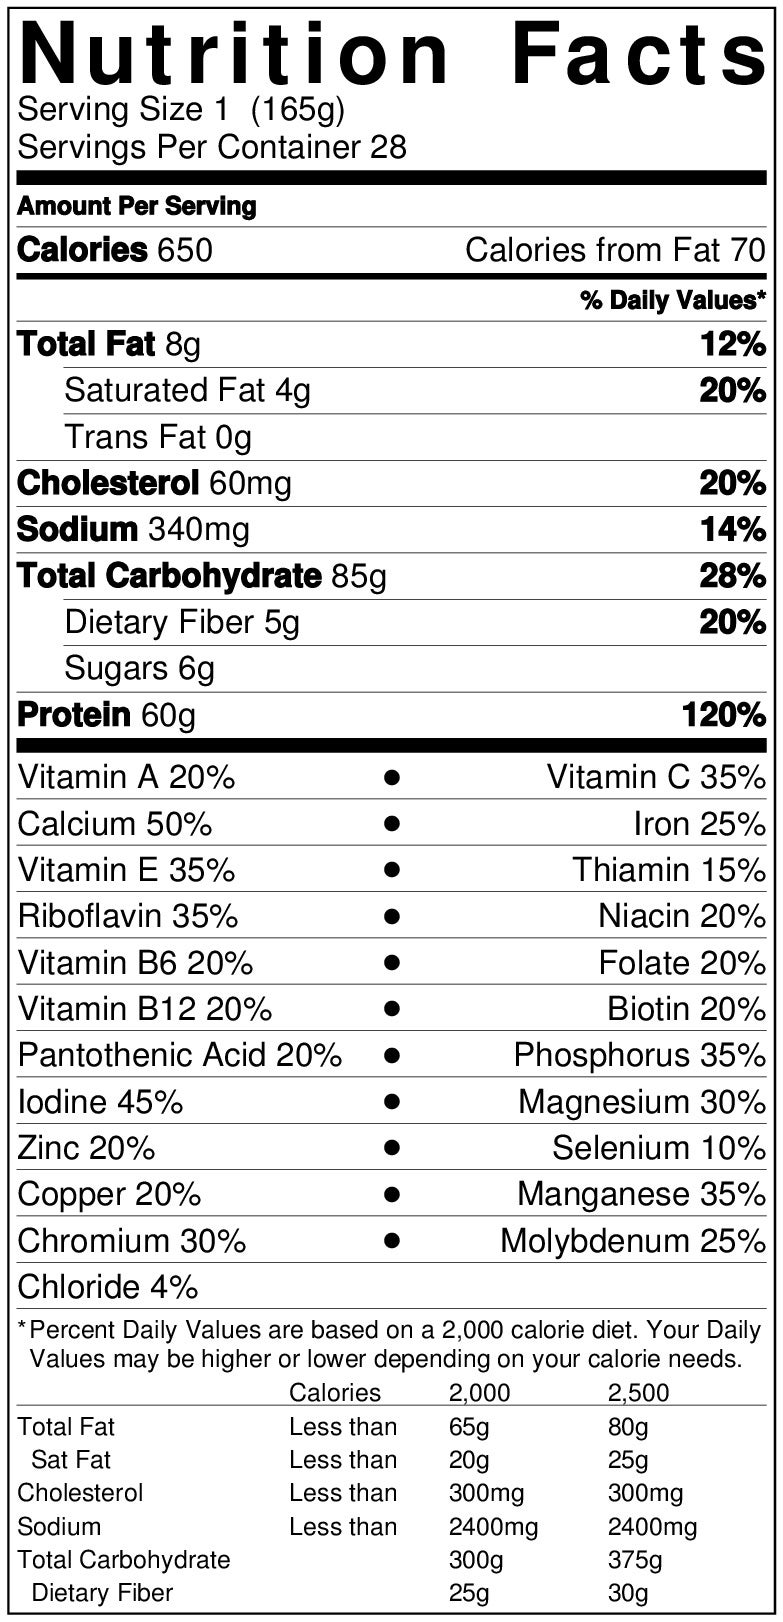 Nutrition Facts
Serving Size 1 (165g)
Servings Per Container 28
Amount Per Serving
Calories 650 Calories from Fat 70
% Daily Values*
Total Fat 8g 12%
Saturated Fat 4g 20%
Trans Fat 0g
Cholesterol 60mg 20%
Sodium 340mg 14%
Total Carbohydrate 85g 28%
Dietary Fiber 5g 20%
Sugars 6g
Protein 60g 120%
Vitamin A 20% ● Vitamin C 35%
Calcium 50% ● Iron 25%
Vitamin E 35% ● Thiamin 15%
Riboflavin 35% ● Niacin 20%
Vitamin B6 20% ● Folate 20%
Vitamin B12 20% ● Biotin 20%
Pantothenic Acid 20% ● Phosphorus 35%
Iodine 45% ● Magnesium 30%
Zinc 20% ● Selenium 10%
Copper 20% ● Manganese 35%
Chromium 30% ● Molybdenum 25%
Chloride 4%
*Percent Daily Values are based on a 2,000 calorie diet. Your Daily
Values may be higher or lower depending on your calorie needs.
Calories 2,000 2,500
Total Fat Less than 65g 80g
Sat Fat Less than 20g 25g
Cholesterol Less than 300mg 300mg
Sodium Less than 2400mg 2400mg
Total Carbohydrate 300g 375g
Dietary Fiber 25g 30g